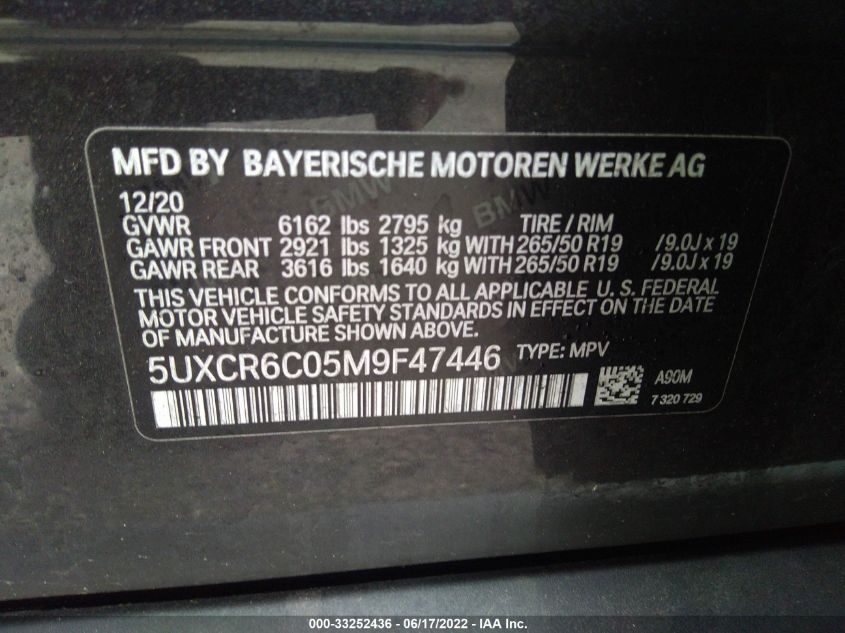 MFD BY BAYERISCHE MOTOREN WERKE AG
12/20
GVWR 6162 lbs 2795 kg TIRE / RIM
GAWR FRONT 2921 lbs 1325 kg WITH 265/50 R19 /9.0J x 19
GAWR REAR 3616 lbs 1640 kg WITH 265/50 R19 /9.0J x 19
THIS VEHICLE CONFORMS TO ALL APPLICABLE U. S. FEDERAL
MOTOR VEHICLE SAFETY STANDARDS IN EFFECT ON THE DATE
OF MANUFACTURE SHOWN ABOVE.
5UXCR6C05M9F47446 TYPE: MPV
A90M
7 320 729
000-33252436 - 06/17/2022 - IAA Inc.